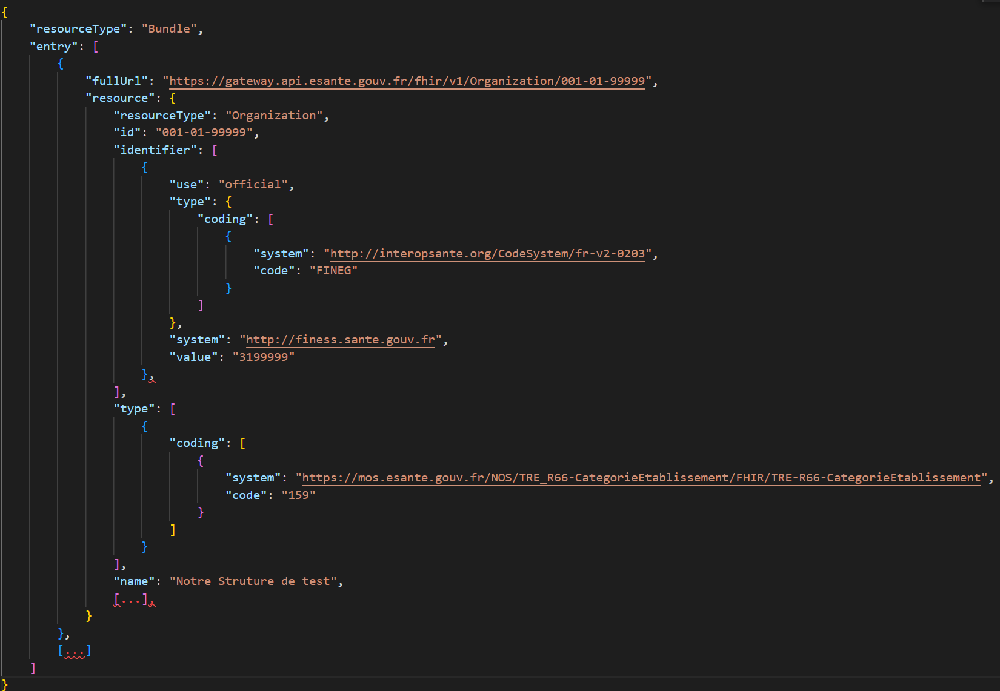 {
    "resourceType": "Bundle",
    "entry": [
        {
            "fullUrl": "https://gateway.api.esante.gouv.fr/fhir/v1/Organization/001-01-99999",
            "resource": {
                "resourceType": "Organization",
                "id": "001-01-99999",
                "identifier": [
                    {
                        "use": "official",
                        "type": {
                            "coding": [
                                {
                                    "system": "http://interopsante.org/CodeSystem/fr-v2-0203",
                                    "code": "FINEG"
                                }
                            ]
                        },
                        "system": "http://finess.sante.gouv.fr",
                        "value": "3199999"
                    },
                ],
                "type": [
                    {
                        "coding": [
                            {
                                "system": "https://mos.esante.gouv.fr/NOS/TRE_R66-CategorieEtablissement/FHIR/TRE-R66-CategorieEtablissement",
                                "code": "159"
                            }
                        ]
                    }
                ],
                "name": "Notre Struture de test",
                [...],
            }
        },
        [...]
    ]
}